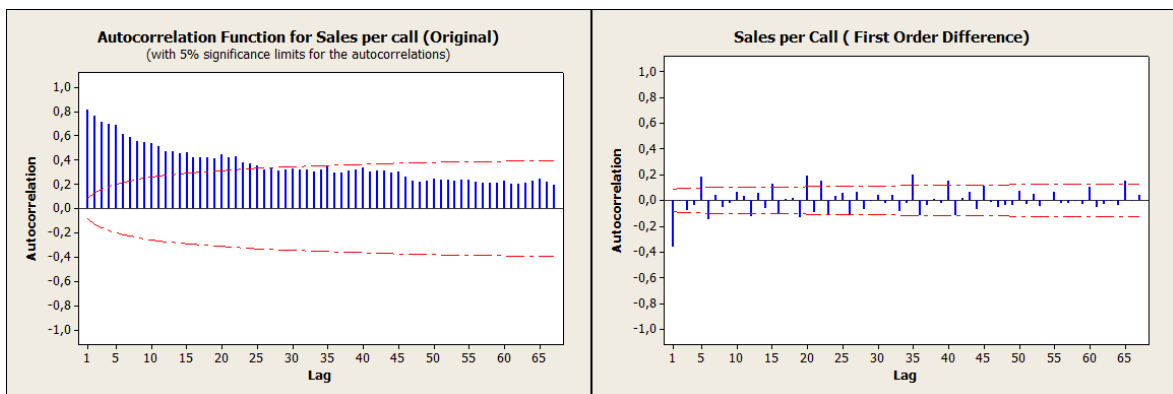 Autocorrelation Function for Sales per call (Original)
(with 5% significance limits for the autocorrelations)
1,0
0,8
0,6
0,4
0,2
0,0
-0,2
-0,4
-0,6
-0,8
-1,0
Autocorrelation
1 5 10 15 20 25 30 35 40 45 50 55 60 65
Lag
Sales per Call ( First Order Difference)
1,0
0,8
0,6
0,4
0,2
0,0
-0,2
-0,4
-0,6
-0,8
-1,0
Autocorrelation
1 5 10 15 20 25 30 35 40 45 50 55 60 65
Lag